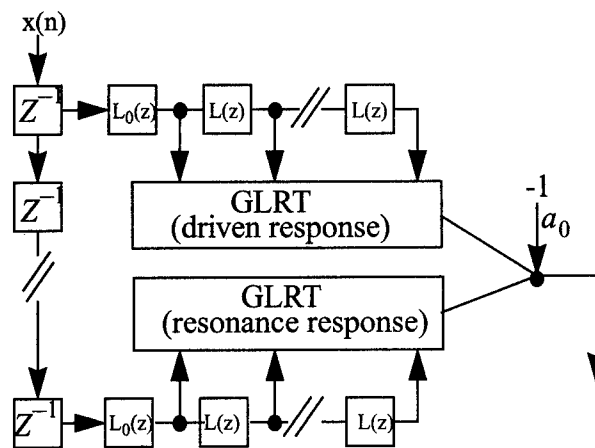 x(n)
Z⁻¹ L₀(z) L(z) L(z)
Z⁻¹
GLRT
(driven response)
-1
a₀
GLRT
(resonance response)
Z⁻¹ L₀(z) L(z) L(z)